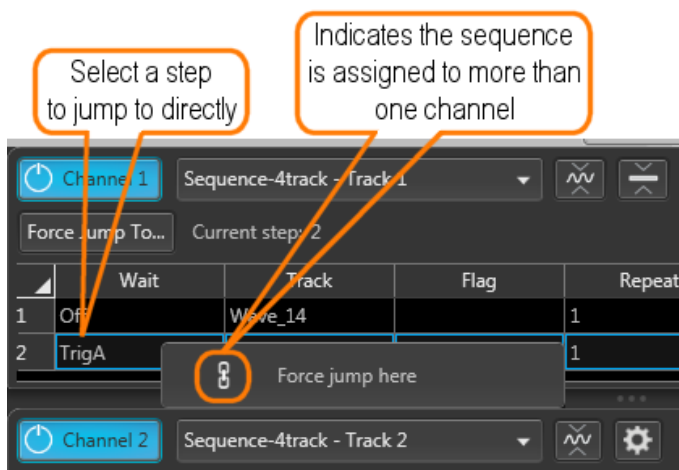 Indicates the sequence
is assigned to more than
one channel
Select a step
to jump to directly
Channel 1 Sequence-4track - Track 1
Force Jump To... Current step: 2
Wait Track Flag Repeat
1 Off Wave_14 1
2 TrigA 1
Force jump here
Channel 2 Sequence-4track - Track 2